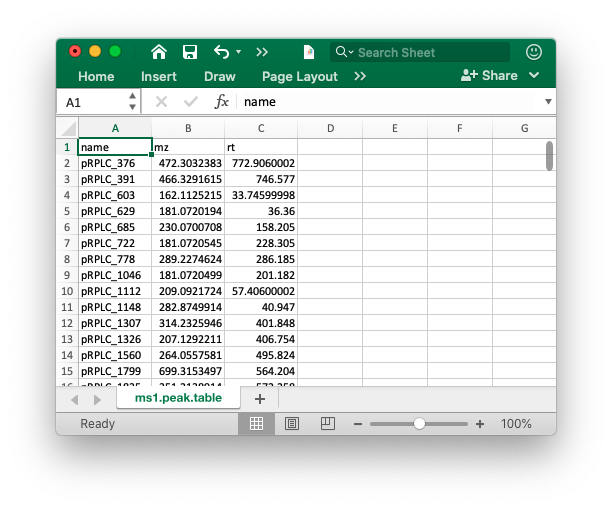 Search Sheet
Home Insert Draw Page Layout Share
A1 fx name
A B C D E F G
1 name mz rt
2 pRPLC_376 472.3032383 772.9060002
3 pRPLC_391 466.3291615 746.577
4 pRPLC_603 162.1125215 33.74599998
5 pRPLC_629 181.0720194 36.36
6 pRPLC_685 230.0700708 158.205
7 pRPLC_722 181.0720545 228.305
8 pRPLC_778 289.2274624 286.185
9 pRPLC_1046 181.0720499 201.182
10 pRPLC_1112 209.0921724 57.40600002
11 pRPLC_1148 282.8749914 40.947
12 pRPLC_1307 314.2325946 401.848
13 pRPLC_1326 207.1292211 406.754
14 pRPLC_1560 264.0557581 495.824
15 pRPLC_1799 699.3153497 564.204
ms1.peak.table
Ready 100%